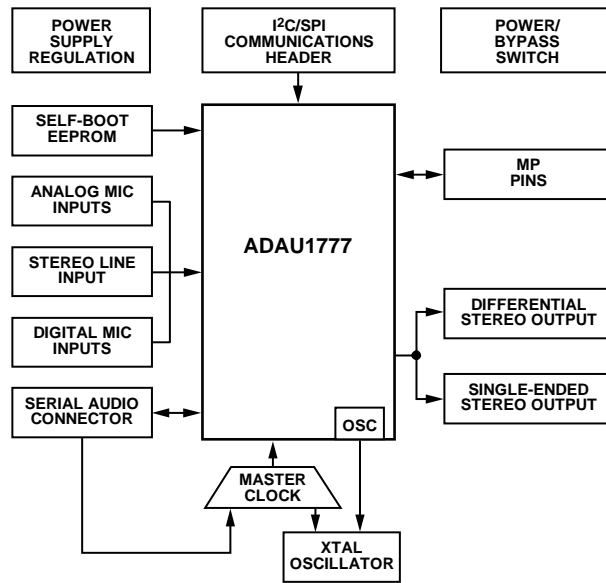 POWER
SUPPLY
REGULATION
I²C/SPI
COMMUNICATIONS
HEADER
POWER/
BYPASS
SWITCH
SELF-BOOT
EEPROM
ANALOG MIC
INPUTS
STEREO LINE
INPUT
DIGITAL MIC
INPUTS
SERIAL AUDIO
CONNECTOR
ADAU1777
OSC
MP
PINS
DIFFERENTIAL
STEREO OUTPUT
SINGLE-ENDED
STEREO OUTPUT
MASTER
CLOCK
XTAL
OSCILLATOR